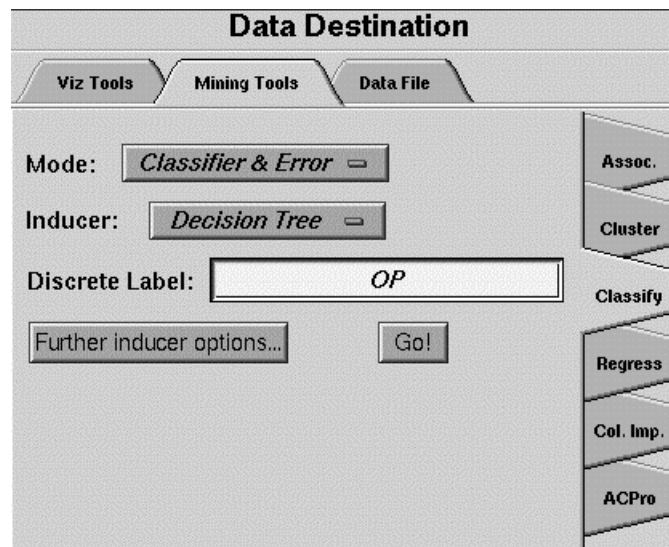 Data Destination
Viz Tools
Mining Tools
Data File
Mode: Classifier & Error
Inducer: Decision Tree
Discrete Label: OP
Further inducer options... Go!
Assoc.
Cluster
Classify
Regress
Col. Imp.
ACPro